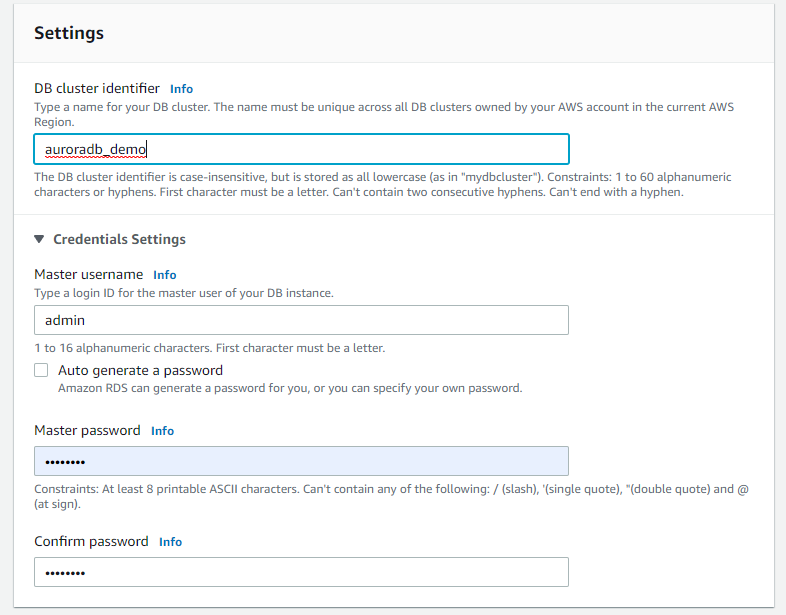 Settings
DB cluster identifier Info
Type a name for your DB cluster. The name must be unique across all DB clusters owned by your AWS account in the current AWS
Region.
auroradb_demo
The DB cluster identifier is case-insensitive, but is stored as all lowercase (as in "mydbcluster"). Constraints: 1 to 60 alphanumeric
characters or hyphens. First character must be a letter. Can't contain two consecutive hyphens. Can't end with a hyphen.
Credentials Settings
Master username Info
Type a login ID for the master user of your DB instance.
admin
1 to 16 alphanumeric characters. First character must be a letter.
Auto generate a password
Amazon RDS can generate a password for you, or you can specify your own password.
Master password Info
••••••••
Constraints: At least 8 printable ASCII characters. Can't contain any of the following: / (slash), '(single quote), "(double quote) and @
(at sign).
Confirm password Info
••••••••